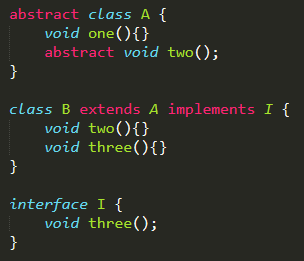 abstract class A {
    void one(){}
    abstract void two();
}

class B extends A implements I {
    void two(){}
    void three(){}
}

interface I {
    void three();
}